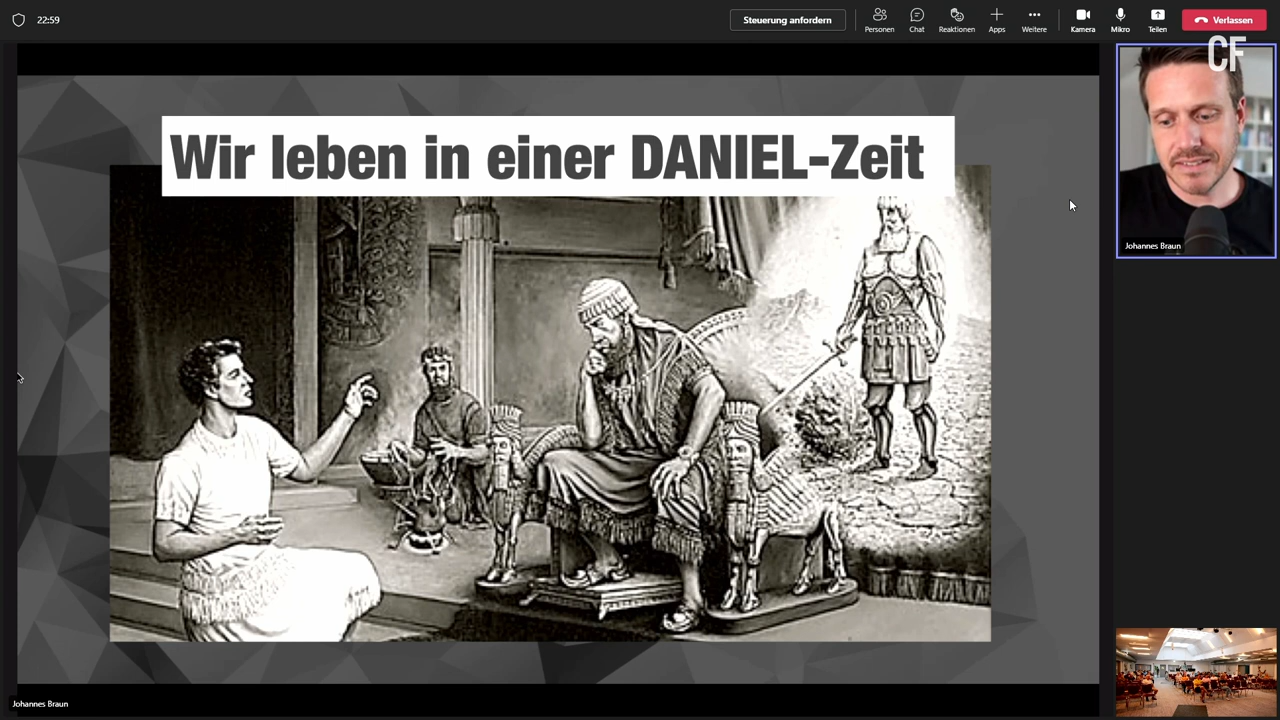 22:59
Steuerung anfordern
Personen
Chat
Reaktionen
Apps
Weitere
Kamera
Mikro
Teilen
Verlassen
CF
Wir leben in einer DANIEL-Zeit
Johannes Braun
Johannes Braun